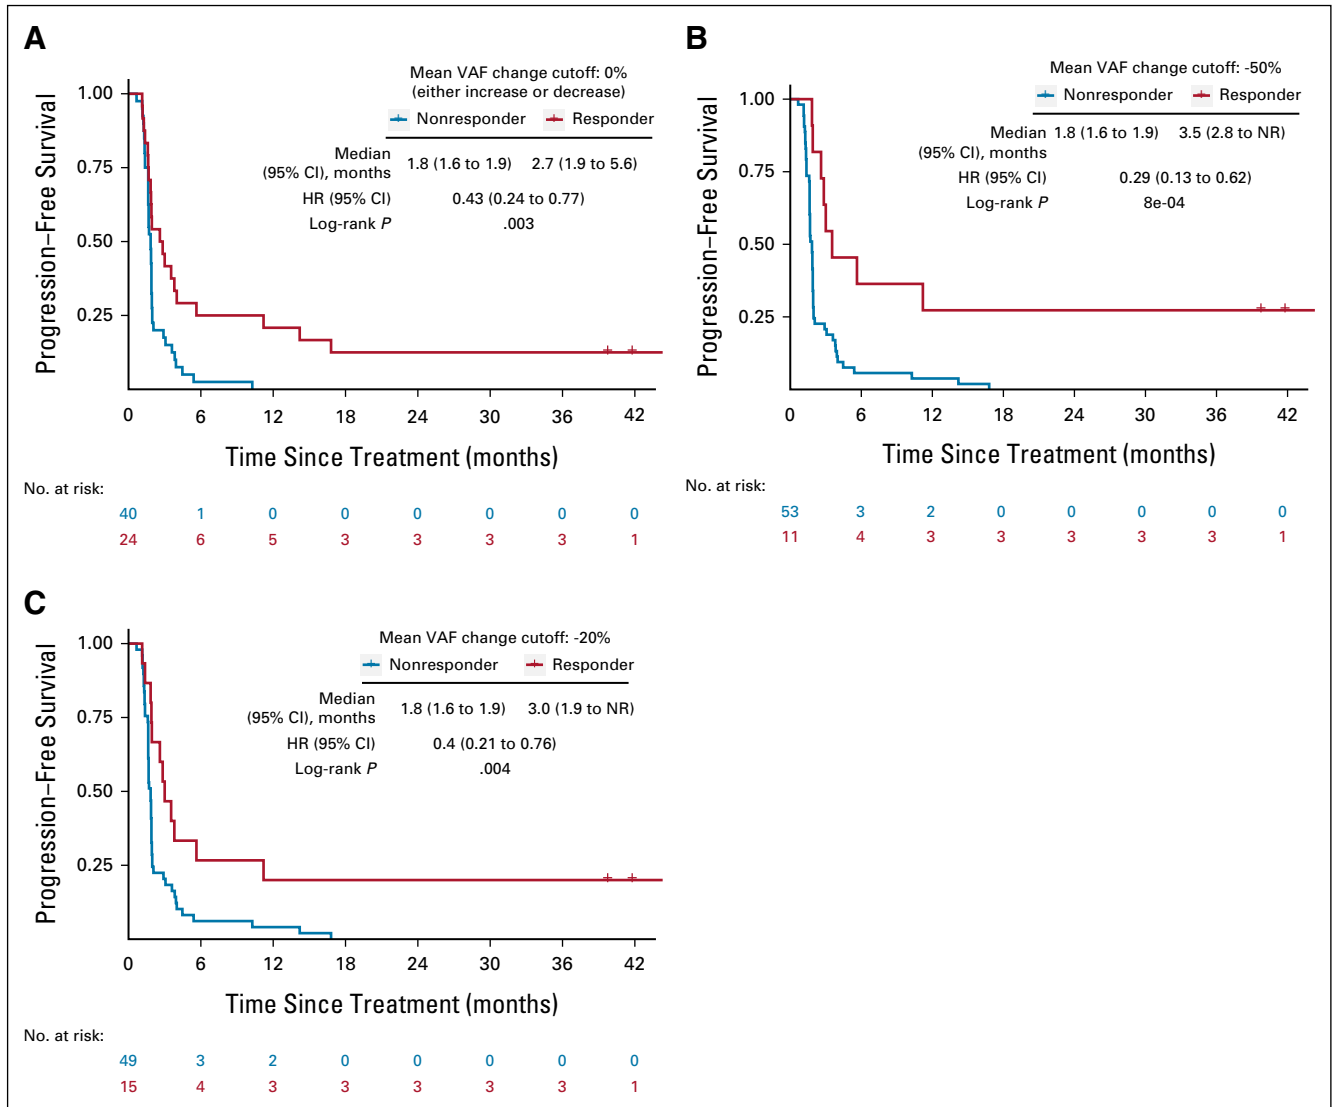 A
Mean VAF change cutoff: 0%
(either increase or decrease)
Nonresponder Responder
Median
(95% CI), months
1.8 (1.6 to 1.9) 2.7 (1.9 to 5.6)
HR (95% CI) 0.43 (0.24 to 0.77)
Log-rank P .003
Progression–Free Survival
1.00
0.75
0.50
0.25
0 6 12 18 24 30 36 42
Time Since Treatment (months)
No. at risk:
40 1 0 0 0 0 0 0
24 6 5 3 3 3 3 1
B
Mean VAF change cutoff: -50%
Nonresponder Responder
Median 1.8 (1.6 to 1.9) 3.5 (2.8 to NR)
(95% CI), months
HR (95% CI) 0.29 (0.13 to 0.62)
Log-rank P 8e-04
Progression–Free Survival
1.00
0.75
0.50
0.25
0 6 12 18 24 30 36 42
Time Since Treatment (months)
No. at risk:
53 3 2 0 0 0 0 0
11 4 3 3 3 3 3 1
C
Mean VAF change cutoff: -20%
Nonresponder Responder
Median
(95% CI), months
1.8 (1.6 to 1.9) 3.0 (1.9 to NR)
HR (95% CI) 0.4 (0.21 to 0.76)
Log-rank P .004
Progression–Free Survival
1.00
0.75
0.50
0.25
0 6 12 18 24 30 36 42
Time Since Treatment (months)
No. at risk:
49 3 2 0 0 0 0 0
15 4 3 3 3 3 3 1